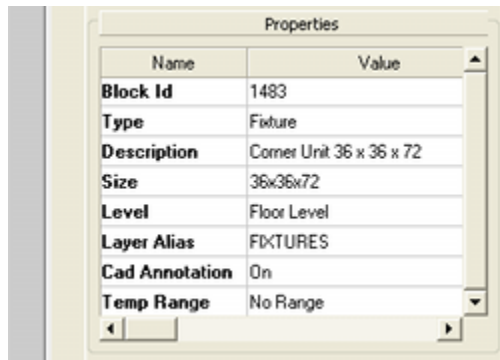 Properties
Name Value
Block Id 1483
Type Fixture
Description Corner Unit 36 x 36 x 72
Size 36x36x72
Level Floor Level
Layer Alias FIXTURES
Cad Annotation On
Temp Range No Range